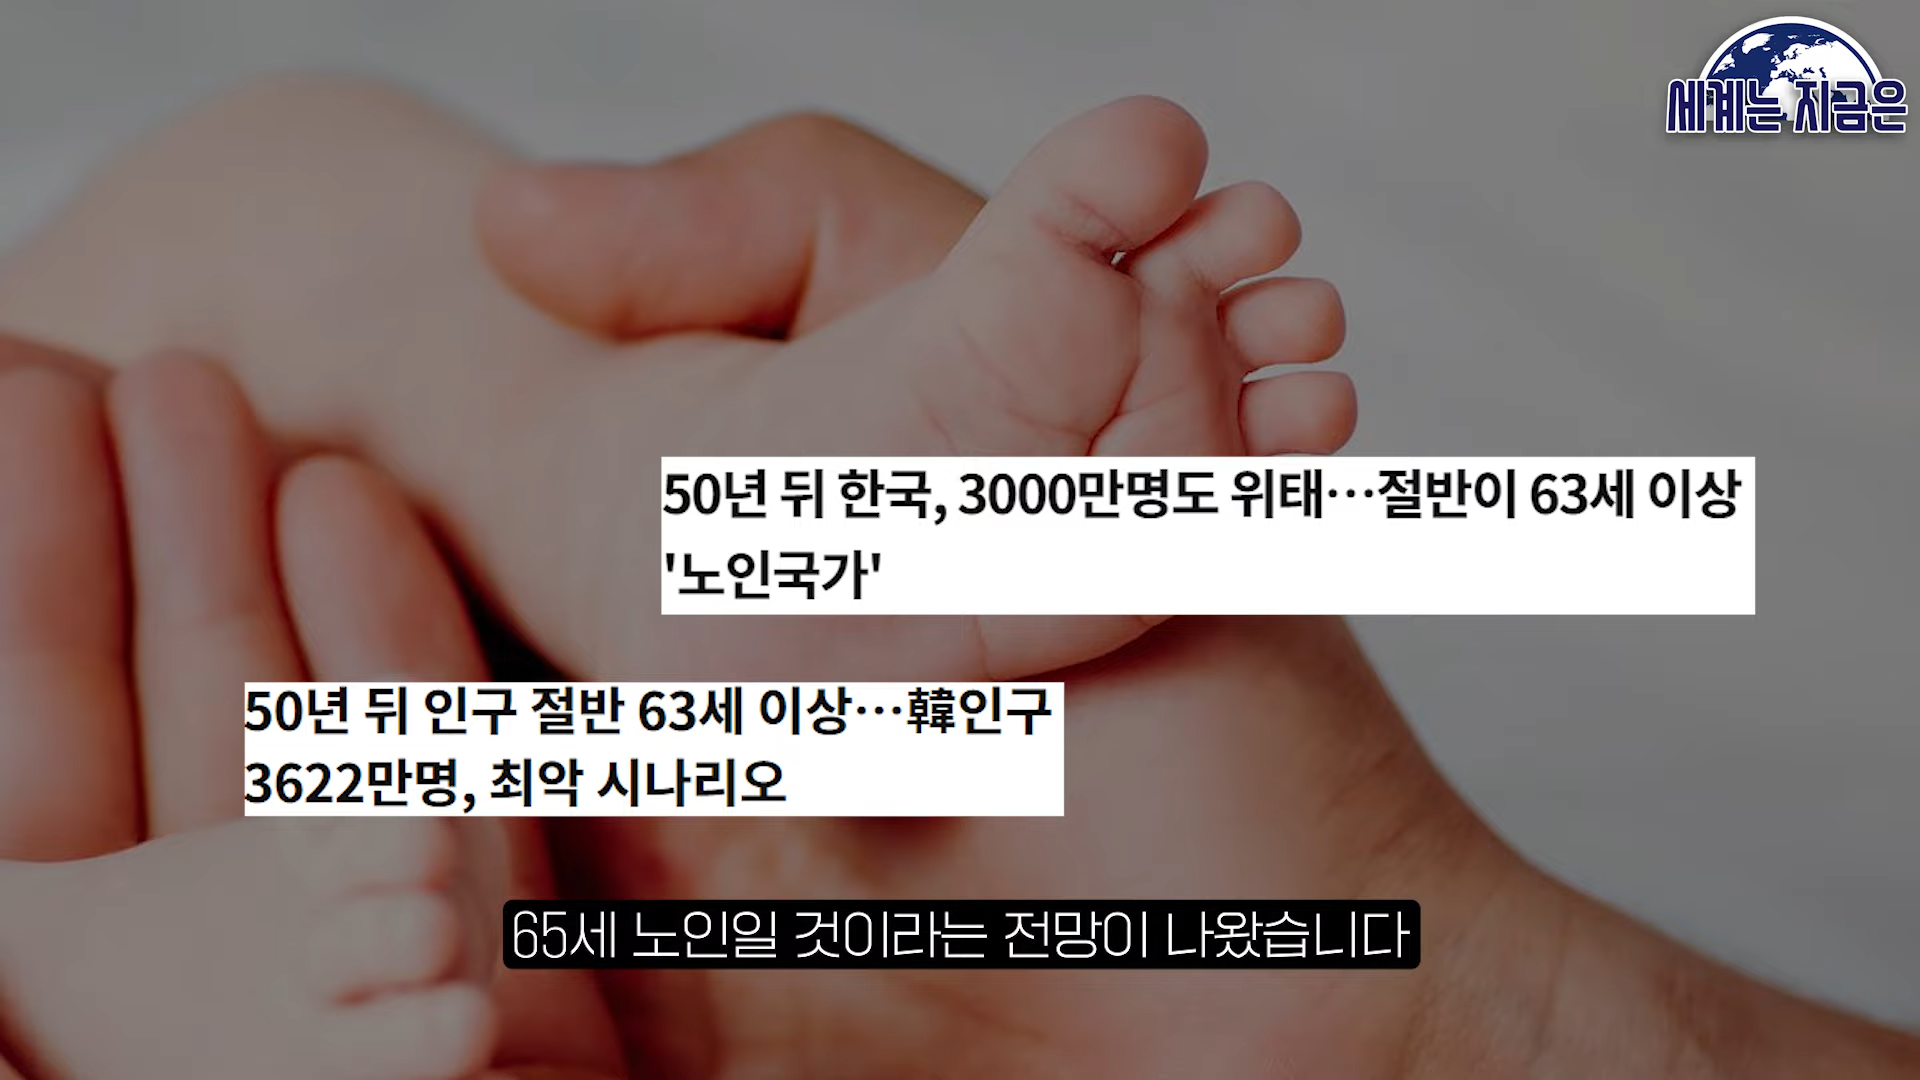 세계는 지금은
50년 뒤 한국, 3000만명도 위태…절반이 63세 이상
'노인국가'
50년 뒤 인구 절반 63세 이상…韓인구
3622만명, 최악 시나리오
65세 노인일 것이라는 전망이 나왔습니다